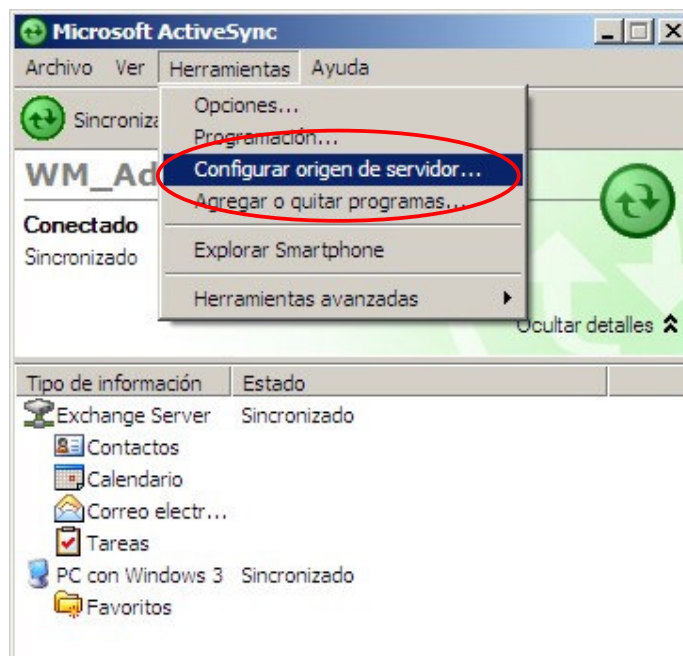 Microsoft ActiveSync
Archivo Ver Herramientas Ayuda
Opciones...
Programación...
Configurar origen de servidor...
Agregar o quitar programas...
Explorar Smartphone
Herramientas avanzadas
WM_Ad
Conectado
Sincronizado
Ocultar detalles
Tipo de información Estado
Exchange Server Sincronizado
Contactos
Calendario
Correo electr...
Tareas
PC con Windows 3 Sincronizado
Favoritos